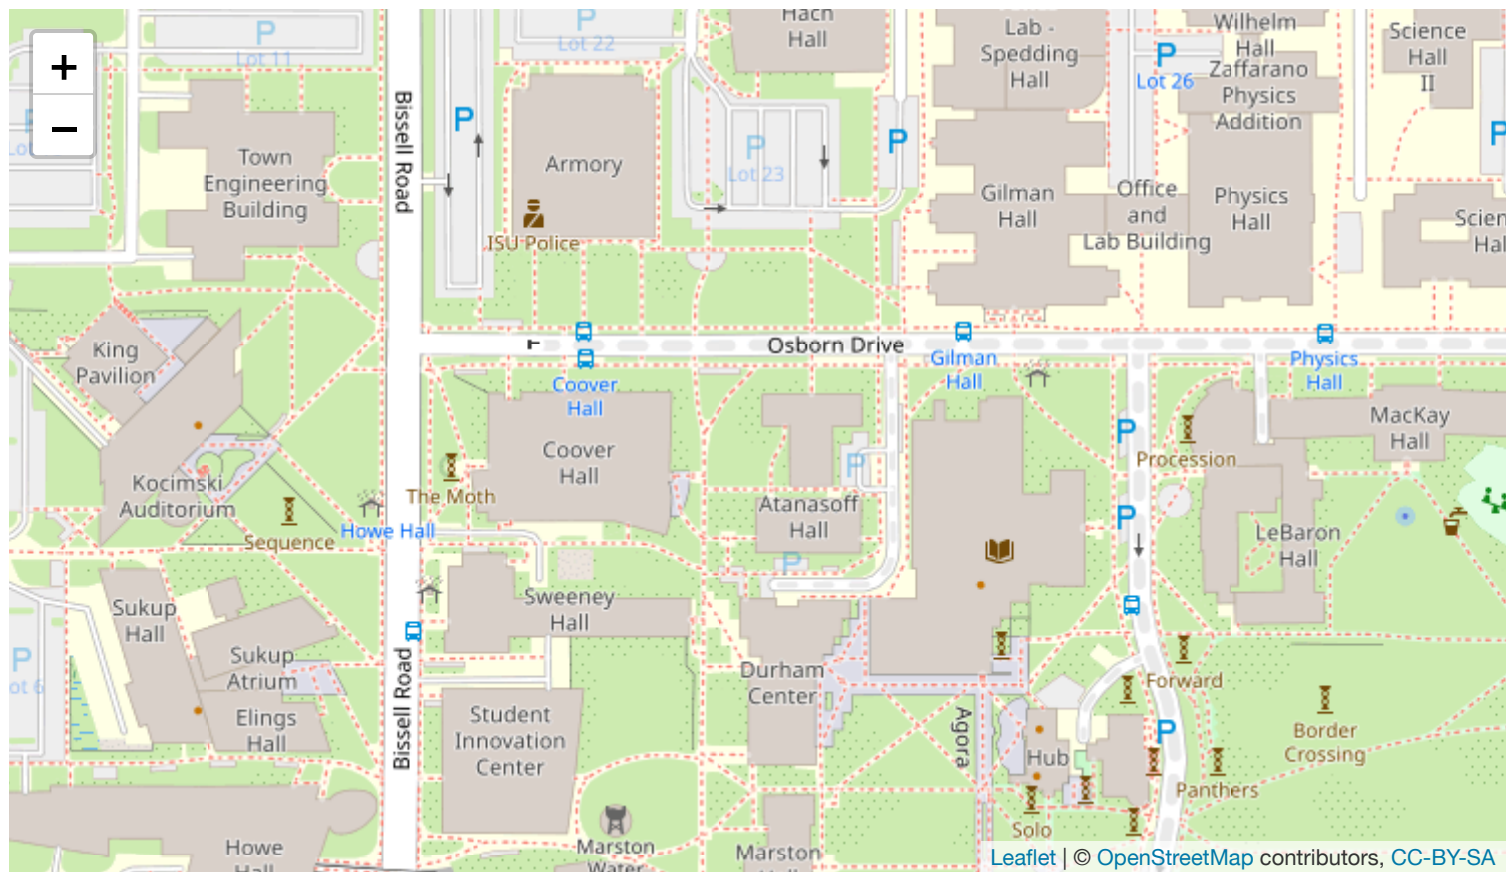 +
−
P
Lot 11
P
Lot 22
Hach
Hall
Lab -
Spedding
Hall
P
Lot 26
Wilhelm
Hall
Zaffarano
Physics
Addition
Science
Hall
II
Bissell Road
P
P
Lot 23
P
P
Town
Engineering
Building
Armory
ISU Police
Gilman
Hall
Office
and
Lab Building
Physics
Hall
Scien
Hal
King
Pavilion
Osborn Drive
Coover
Hall
Gilman
Hall
Physics
Hall
Kocimski
Auditorium
Sequence
The Moth
Howe Hall
Coover
Hall
P
Atanasoff
Hall
P
P
P
Procession
MacKay
Hall
LeBaron
Hall
Sukup
Hall
Sweeney
Hall
P
ot 6
Sukup
Atrium
Elings
Hall
Bissell Road
Student
Innovation
Center
Durham
Center
Agora
Forward
Border
Crossing
P
Hub
Panthers
Solo
Howe
Hall
Marston
Water
Marston
Leaflet | © OpenStreetMap contributors, CC-BY-SA